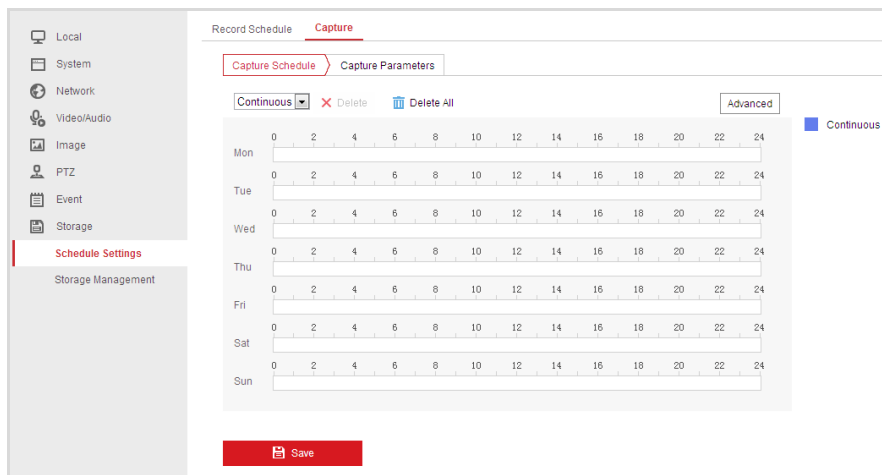 Record Schedule Capture
Local
System
Network
Video/Audio
Image
PTZ
Event
Storage
Schedule Settings
Storage Management
Capture Schedule Capture Parameters
Continuous Delete Delete All Advanced
Continuous
0 2 4 6 8 10 12 14 16 18 20 22 24
Mon
0 2 4 6 8 10 12 14 16 18 20 22 24
Tue
0 2 4 6 8 10 12 14 16 18 20 22 24
Wed
0 2 4 6 8 10 12 14 16 18 20 22 24
Thu
0 2 4 6 8 10 12 14 16 18 20 22 24
Fri
0 2 4 6 8 10 12 14 16 18 20 22 24
Sat
0 2 4 6 8 10 12 14 16 18 20 22 24
Sun
Save